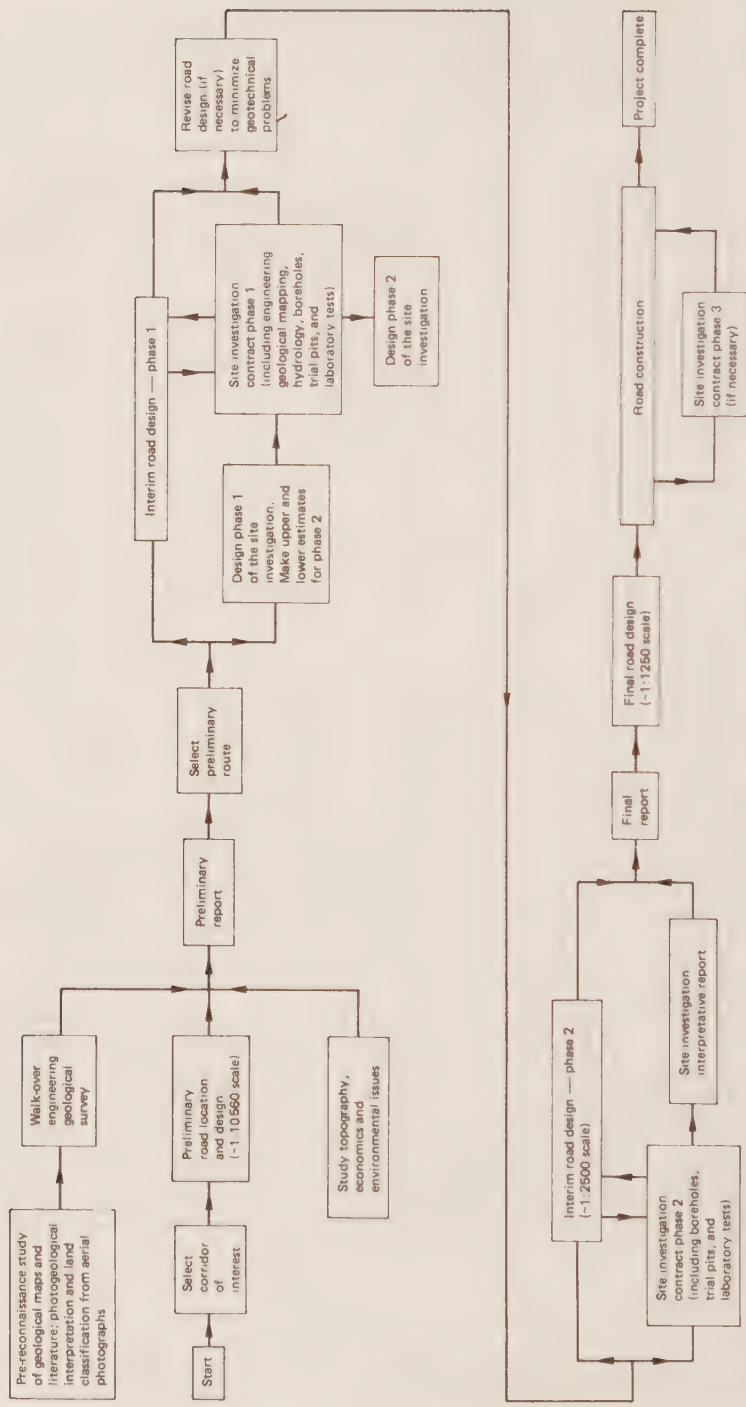 Pre-reconnaissance study
of geological maps and
literature; photogeological
interpretation and land
classification from aerial
photographs
Walk-over
engineering
geological
survey
Start
Select
corridor
of
interest
Preliminary
road location
and design
(~1 10560 scale)
Study topography,
economics and
environmental issues
Preliminary
report
Select
preliminary
route
Interim road design — phase 1
Design phase 1
of the site
investigation.
Make upper and
lower estimates
for phase 2
Site investigation
contract phase 1
(including engineering
geological mapping,
hydrology, boreholes,
trial pits, and
laboratory tests)
Design phase 2
of the site
investigation
Revise road
design (if
necessary)
to minimize
geotechnical
problems
Interim road design — phase 2
(~1:2500 scale)
Site investigation
contract phase 2
(including boreholes,
trial pits, and
laboratory tests)
Site investigation
interpretative report
Final
report
Final road design
(~1:1250 scale)
Road construction
Site investigation
contract phase 3
(if necessary)
Project complete